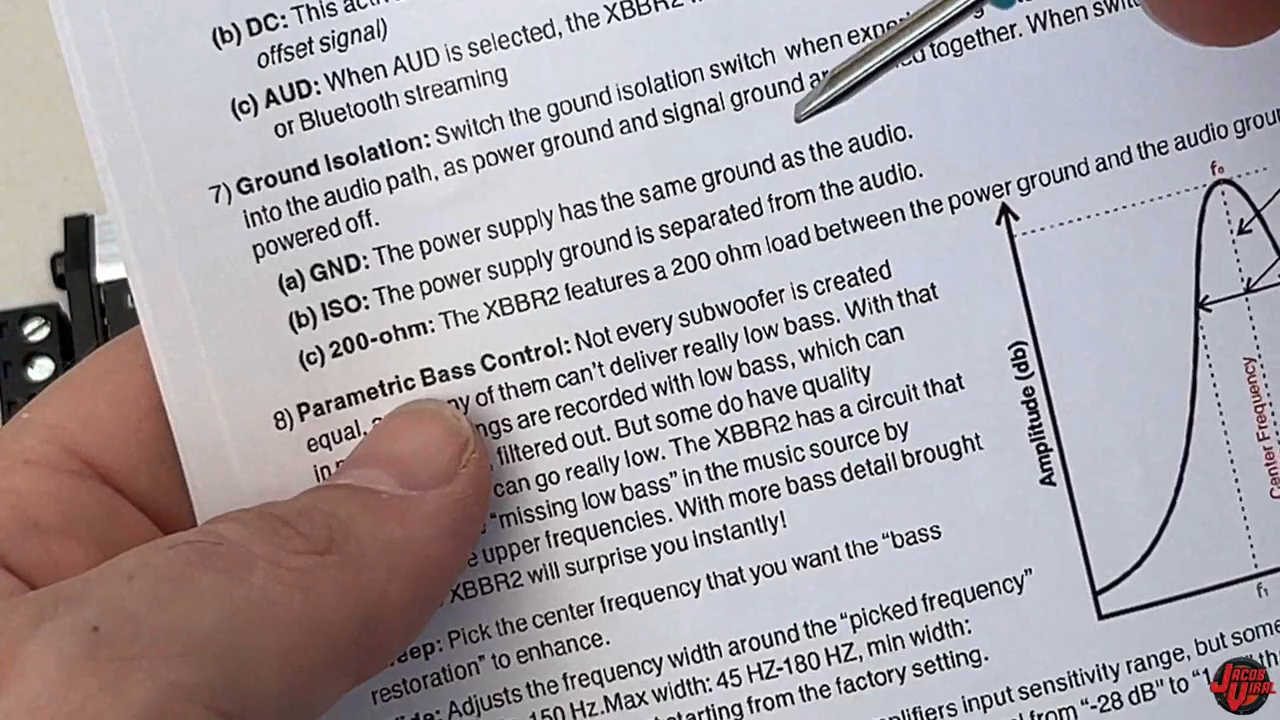 (b) DC: This
offset signal)
(c) AUD: When AUD is selected, the XBBR2
or Bluetooth streaming
7) Ground Isolation: Switch the gound isolation switch when
into the audio path, as power ground and signal ground together. When
powered off.
(a) GND: The power supply has the same ground as the audio.
(b) ISO: The power supply ground is separated from the audio.
(c) 200-ohm: The XBBR2 features a 200 ohm load between the power ground and the audio
8) Parametric Bass Control: Not every subwoofer is created
equal, of them can't deliver really low bass. With that
are recorded with low bass, which can
filtered out. But some do have quality
can go really low. The XBBR2 has a circuit that
"missing low bass" in the music source by
upper frequencies. With more bass detail brought
XBBR2 will surprise you instantly!
Pick the center frequency that you want the "bass
restoration" to enhance.
Adjusts the frequency width around the "picked frequency"
150 Hz.Max width: 45 HZ-180 HZ, min width:
starting from the factory setting.
input sensitivity range, but some
from "-28 dB" to
Amplitude (db)
f₀
Center Frequency
f₁
JACOB
UIRA